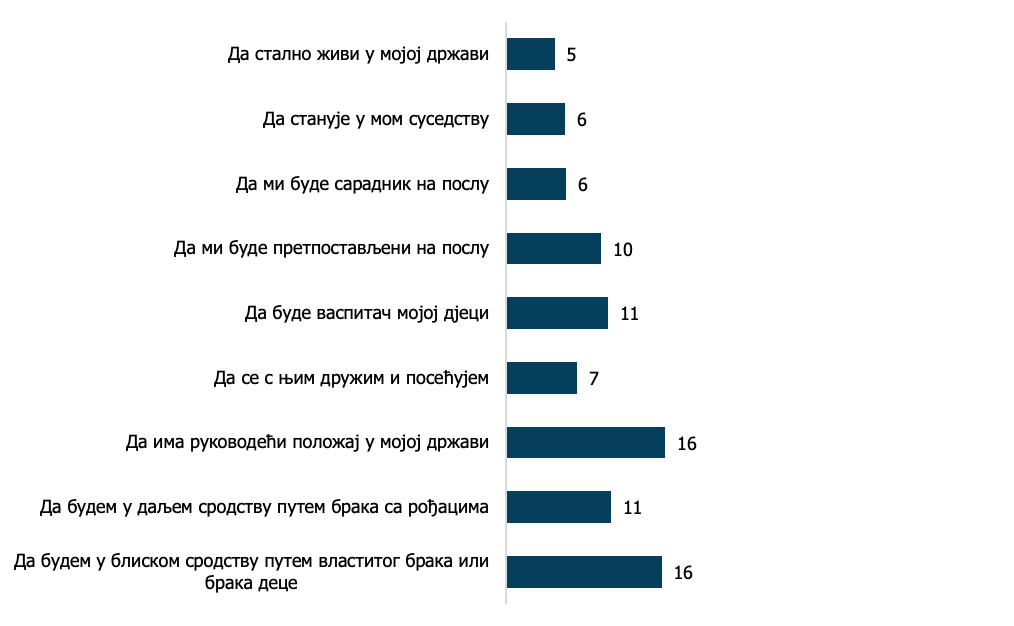 Да стално живи у мојој држави 5
Да станује у мом суседству 6
Да ми буде сарадник на послу 6
Да ми буде претпостављени на послу 10
Да буде васпитач мојој дјеци 11
Да се с њим дружим и посећујем 7
Да има руководећи положај у мојој држави 16
Да будем у даљем сродству путем брака са рођацима 11
Да будем у блиском сродству путем властитог брака или
брака деце 16